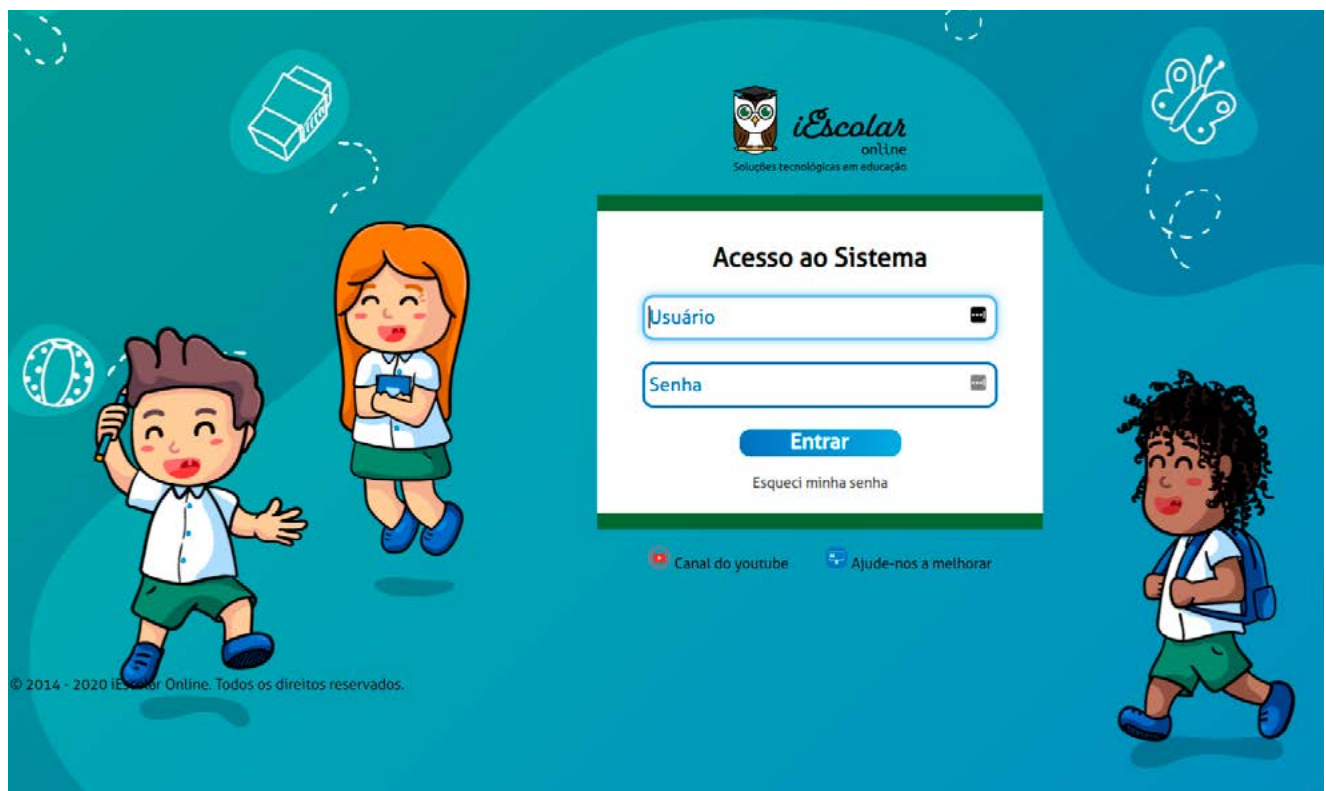 iEscolar
online
Soluções tecnológicas em educação
Acesso ao Sistema
Usuário
Senha
Entrar
Esqueci minha senha
Canal do youtube Ajude-nos a melhorar
© 2014 - 2020 iEscolar Online. Todos os direitos reservados.